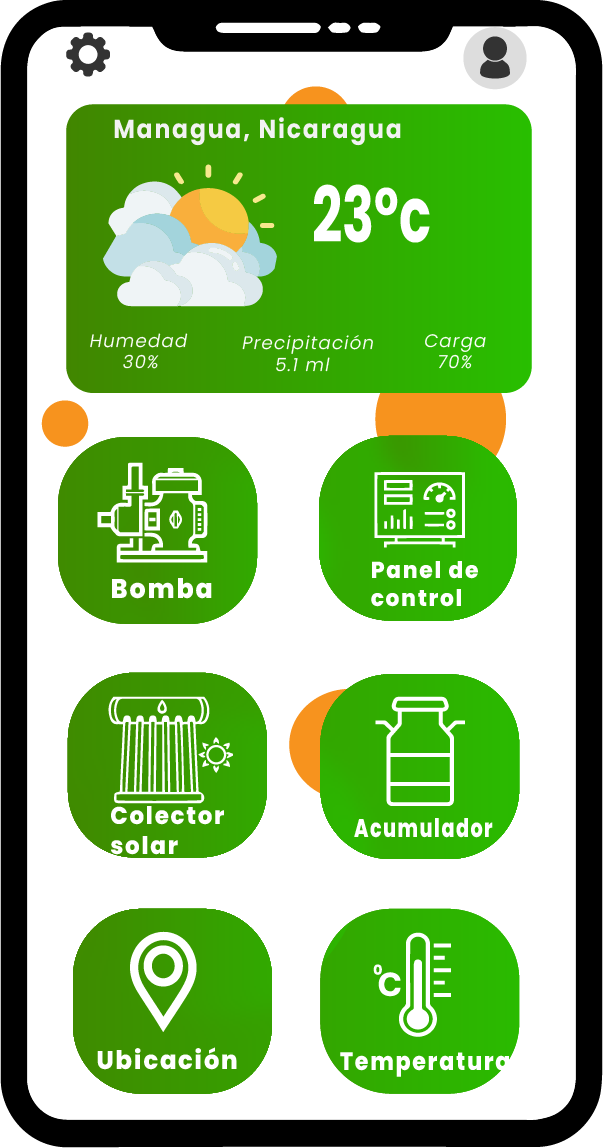 Managua, Nicaragua
23ºc
Humedad
30%
Precipitación
5.1 ml
Carga
70%
Bomba
Panel de
control
Colector
solar
Acumulador
Ubicación
ºC
Temperatura